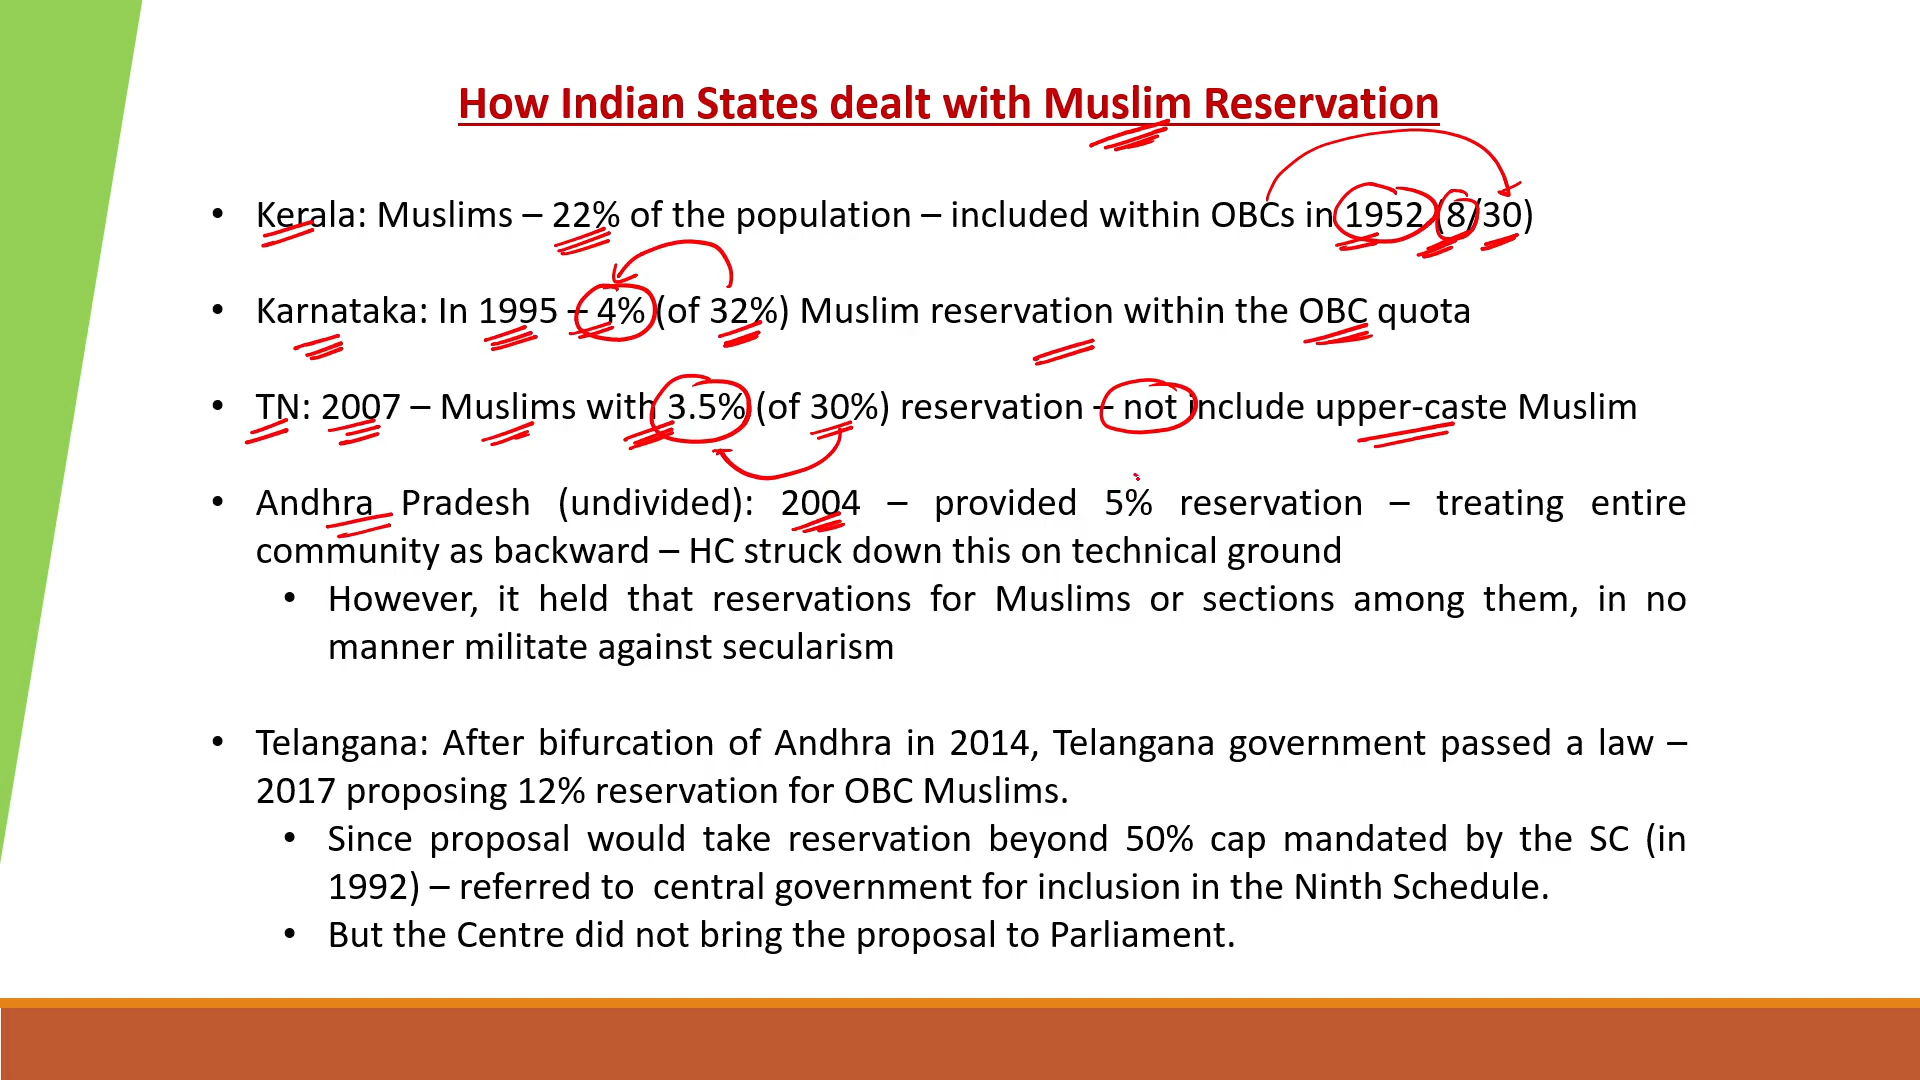 How Indian States dealt with Muslim Reservation
• Kerala: Muslims – 22% of the population – included within OBCs in 1952 (8/30)
• Karnataka: In 1995 – 4% (of 32%) Muslim reservation within the OBC quota
• TN: 2007 – Muslims with 3.5% (of 30%) reservation – not include upper-caste Muslim
• Andhra Pradesh (undivided): 2004 – provided 5% reservation – treating entire
community as backward – HC struck down this on technical ground
• However, it held that reservations for Muslims or sections among them, in no
manner militate against secularism
• Telangana: After bifurcation of Andhra in 2014, Telangana government passed a law –
2017 proposing 12% reservation for OBC Muslims.
• Since proposal would take reservation beyond 50% cap mandated by the SC (in
1992) – referred to central government for inclusion in the Ninth Schedule.
• But the Centre did not bring the proposal to Parliament.